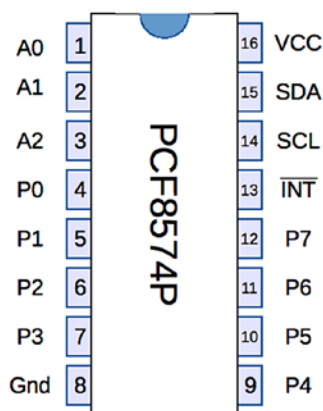 A0 1 16 VCC
A1 2 15 SDA
A2 3 14 SCL
P0 4 13 INT
P1 5 12 P7
P2 6 11 P6
P3 7 10 P5
Gnd 8 9 P4
PCF8574P